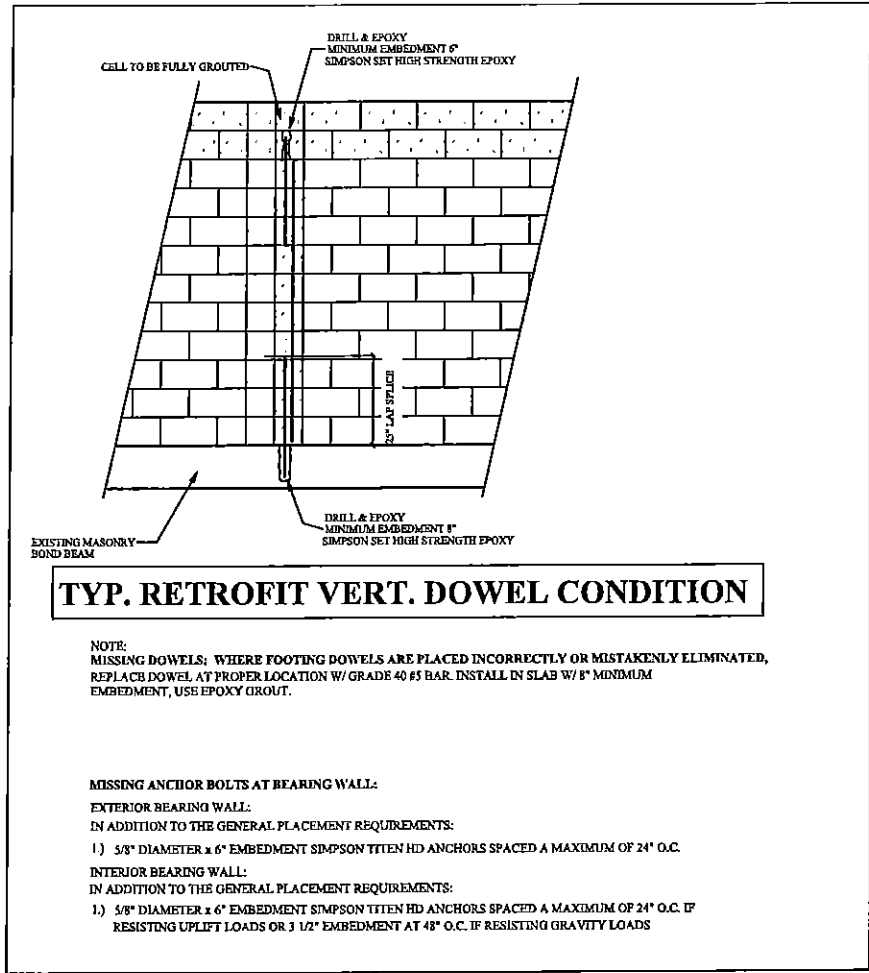 DRILL & EPOXY
MINIMUM EMBEDMENT 6"
SIMPSON SET HIGH STRENGTH EPOXY
CELL TO BE FULLY GROUTED
25" LAP SPLICE
DRILL & EPOXY
MINIMUM EMBEDMENT 8"
SIMPSON SET HIGH STRENGTH EPOXY
EXISTING MASONRY
BOND BEAM
TYP. RETROFIT VERT. DOWEL CONDITION
NOTE:
MISSING DOWELS: WHERE FOOTING DOWELS ARE PLACED INCORRECTLY OR MISTAKENLY ELIMINATED,
REPLACE DOWEL AT PROPER LOCATION W/ GRADE 40 #5 BAR. INSTALL IN SLAB W/ 8" MINIMUM
EMBEDMENT, USE EPOXY GROUT.
MISSING ANCHOR BOLTS AT BEARING WALL:
EXTERIOR BEARING WALL:
IN ADDITION TO THE GENERAL PLACEMENT REQUIREMENTS:
1.) 5/8" DIAMETER x 6" EMBEDMENT SIMPSON TITEN HD ANCHORS SPACED A MAXIMUM OF 24" O.C.
INTERIOR BEARING WALL:
IN ADDITION TO THE GENERAL PLACEMENT REQUIREMENTS:
1.) 5/8" DIAMETER x 6" EMBEDMENT SIMPSON TITEN HD ANCHORS SPACED A MAXIMUM OF 24" O.C. IF
RESISTING UPLIFT LOADS OR 3 1/2" EMBEDMENT AT 48" O.C. IF RESISTING GRAVITY LOADS